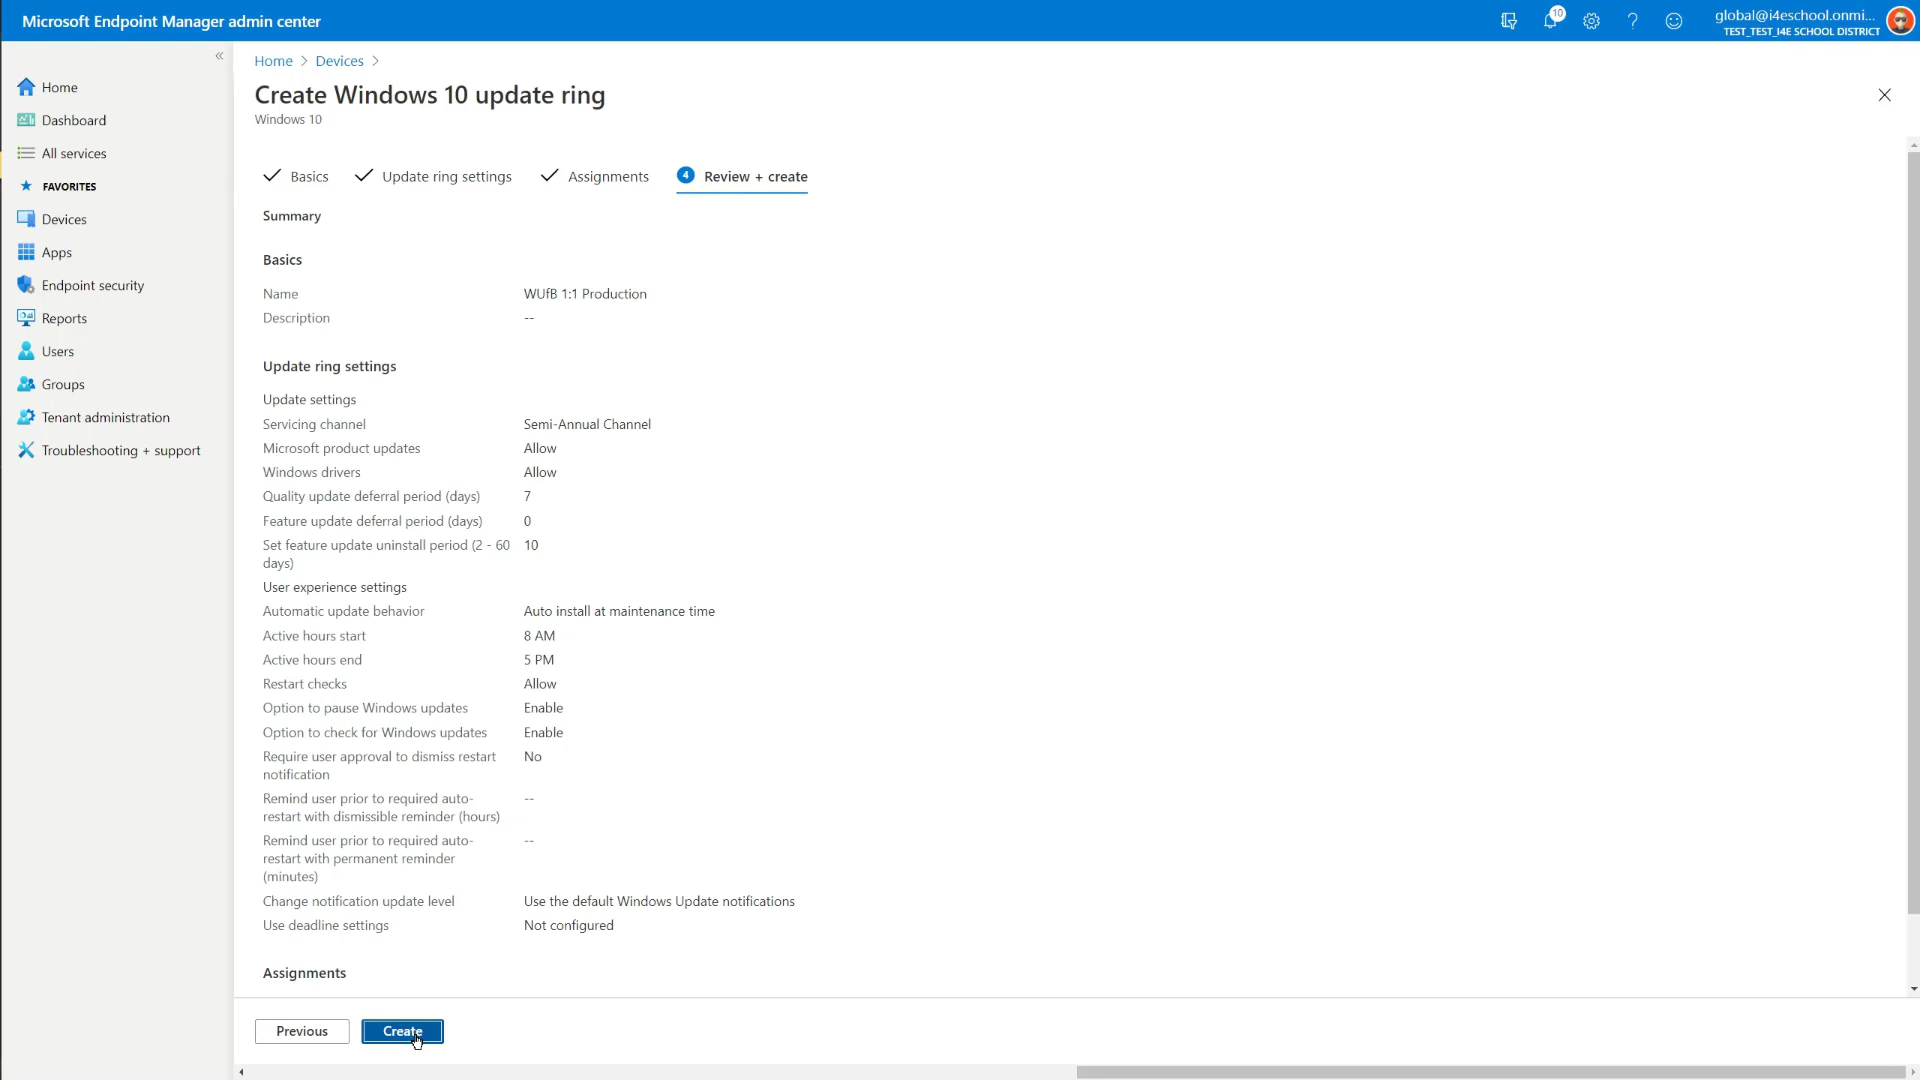 Microsoft Endpoint Manager admin center
10
global@i4eschool.onmi...
TEST_TEST_I4E SCHOOL DISTRICT
Home
Dashboard
All services
FAVORITES
Devices
Apps
Endpoint security
Reports
Users
Groups
Tenant administration
Troubleshooting + support
Home > Devices >
Create Windows 10 update ring
Windows 10
Basics
Update ring settings
Assignments
4 Review + create
Summary
Basics
Name WUfB 1:1 Production
Description --
Update ring settings
Update settings
Servicing channel Semi-Annual Channel
Microsoft product updates Allow
Windows drivers Allow
Quality update deferral period (days) 7
Feature update deferral period (days) 0
Set feature update uninstall period (2 - 60 10
days)
User experience settings
Automatic update behavior Auto install at maintenance time
Active hours start 8 AM
Active hours end 5 PM
Restart checks Allow
Option to pause Windows updates Enable
Option to check for Windows updates Enable
Require user approval to dismiss restart No
notification
Remind user prior to required auto- --
restart with dismissible reminder (hours)
Remind user prior to required auto- --
restart with permanent reminder
(minutes)
Change notification update level Use the default Windows Update notifications
Use deadline settings Not configured
Assignments
Previous
Create